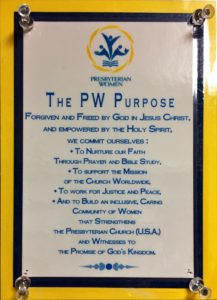 PRESBYTERIAN
WOMEN
THE PW PURPOSE
FORGIVEN AND FREED BY GOD IN JESUS CHRIST,
AND EMPOWERED BY THE HOLY SPIRIT,
WE COMMIT OURSELVES :
• TO NURTURE OUR FAITH
THROUGH PRAYER AND BIBLE STUDY,
• TO SUPPORT THE MISSION
OF THE CHURCH WORLDWIDE,
• TO WORK FOR JUSTICE AND PEACE,
• AND TO BUILD AN INCLUSIVE, CARING
COMMUNITY OF WOMEN
THAT STRENGTHENS
THE PRESBYTERIAN CHURCH (U.S.A.)
AND WITNESSES TO
THE PROMISE OF GOD'S KINGDOM.